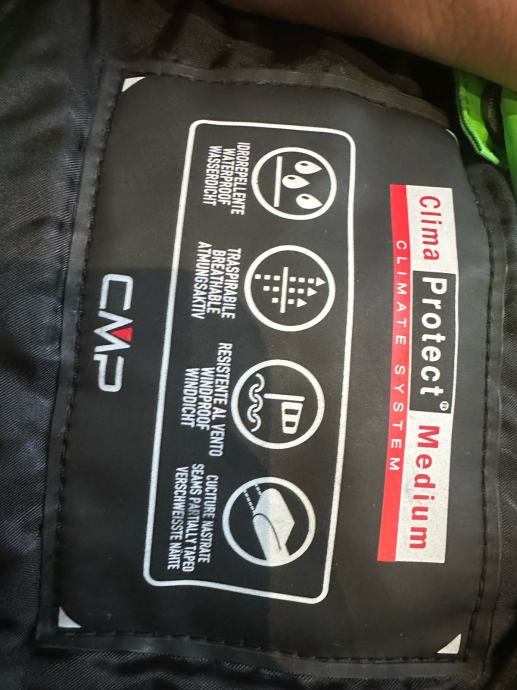 Clima Protect® Medium
CLIMATE SYSTEM
IDROREPELLENTE
WATERPROOF
WASSERDICHT
TRASPIRABILE
BREATHABLE
ATMUNGSAKTIV
RESISTENTE AL VENTO
WINDPROOF
WINDDICHT
CUCITURE NASTRATE
SEAMS PARTIALLY TAPED
VERSCHWEISSTE NÄHTE
CMP